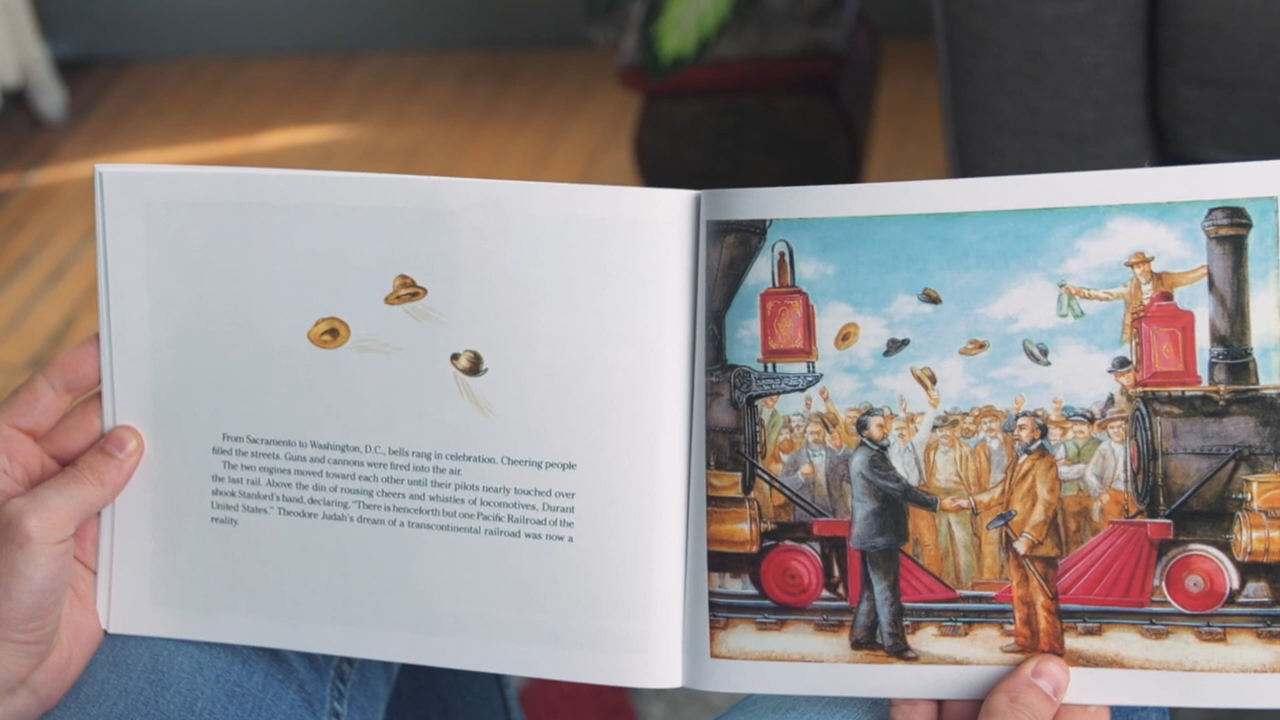 From Sacramento to Washington, D.C., bells rang in celebration. Cheering people
filled the streets. Guns and cannons were fired into the air.
The two engines moved toward each other until their pilots nearly touched over
the last rail. Above the din of rousing cheers and whistles of locomotives, Durant
shook Stanford's hand, declaring, "There is henceforth but one Pacific Railroad of the
United States." Theodore Judah's dream of a transcontinental railroad was now a
reality.